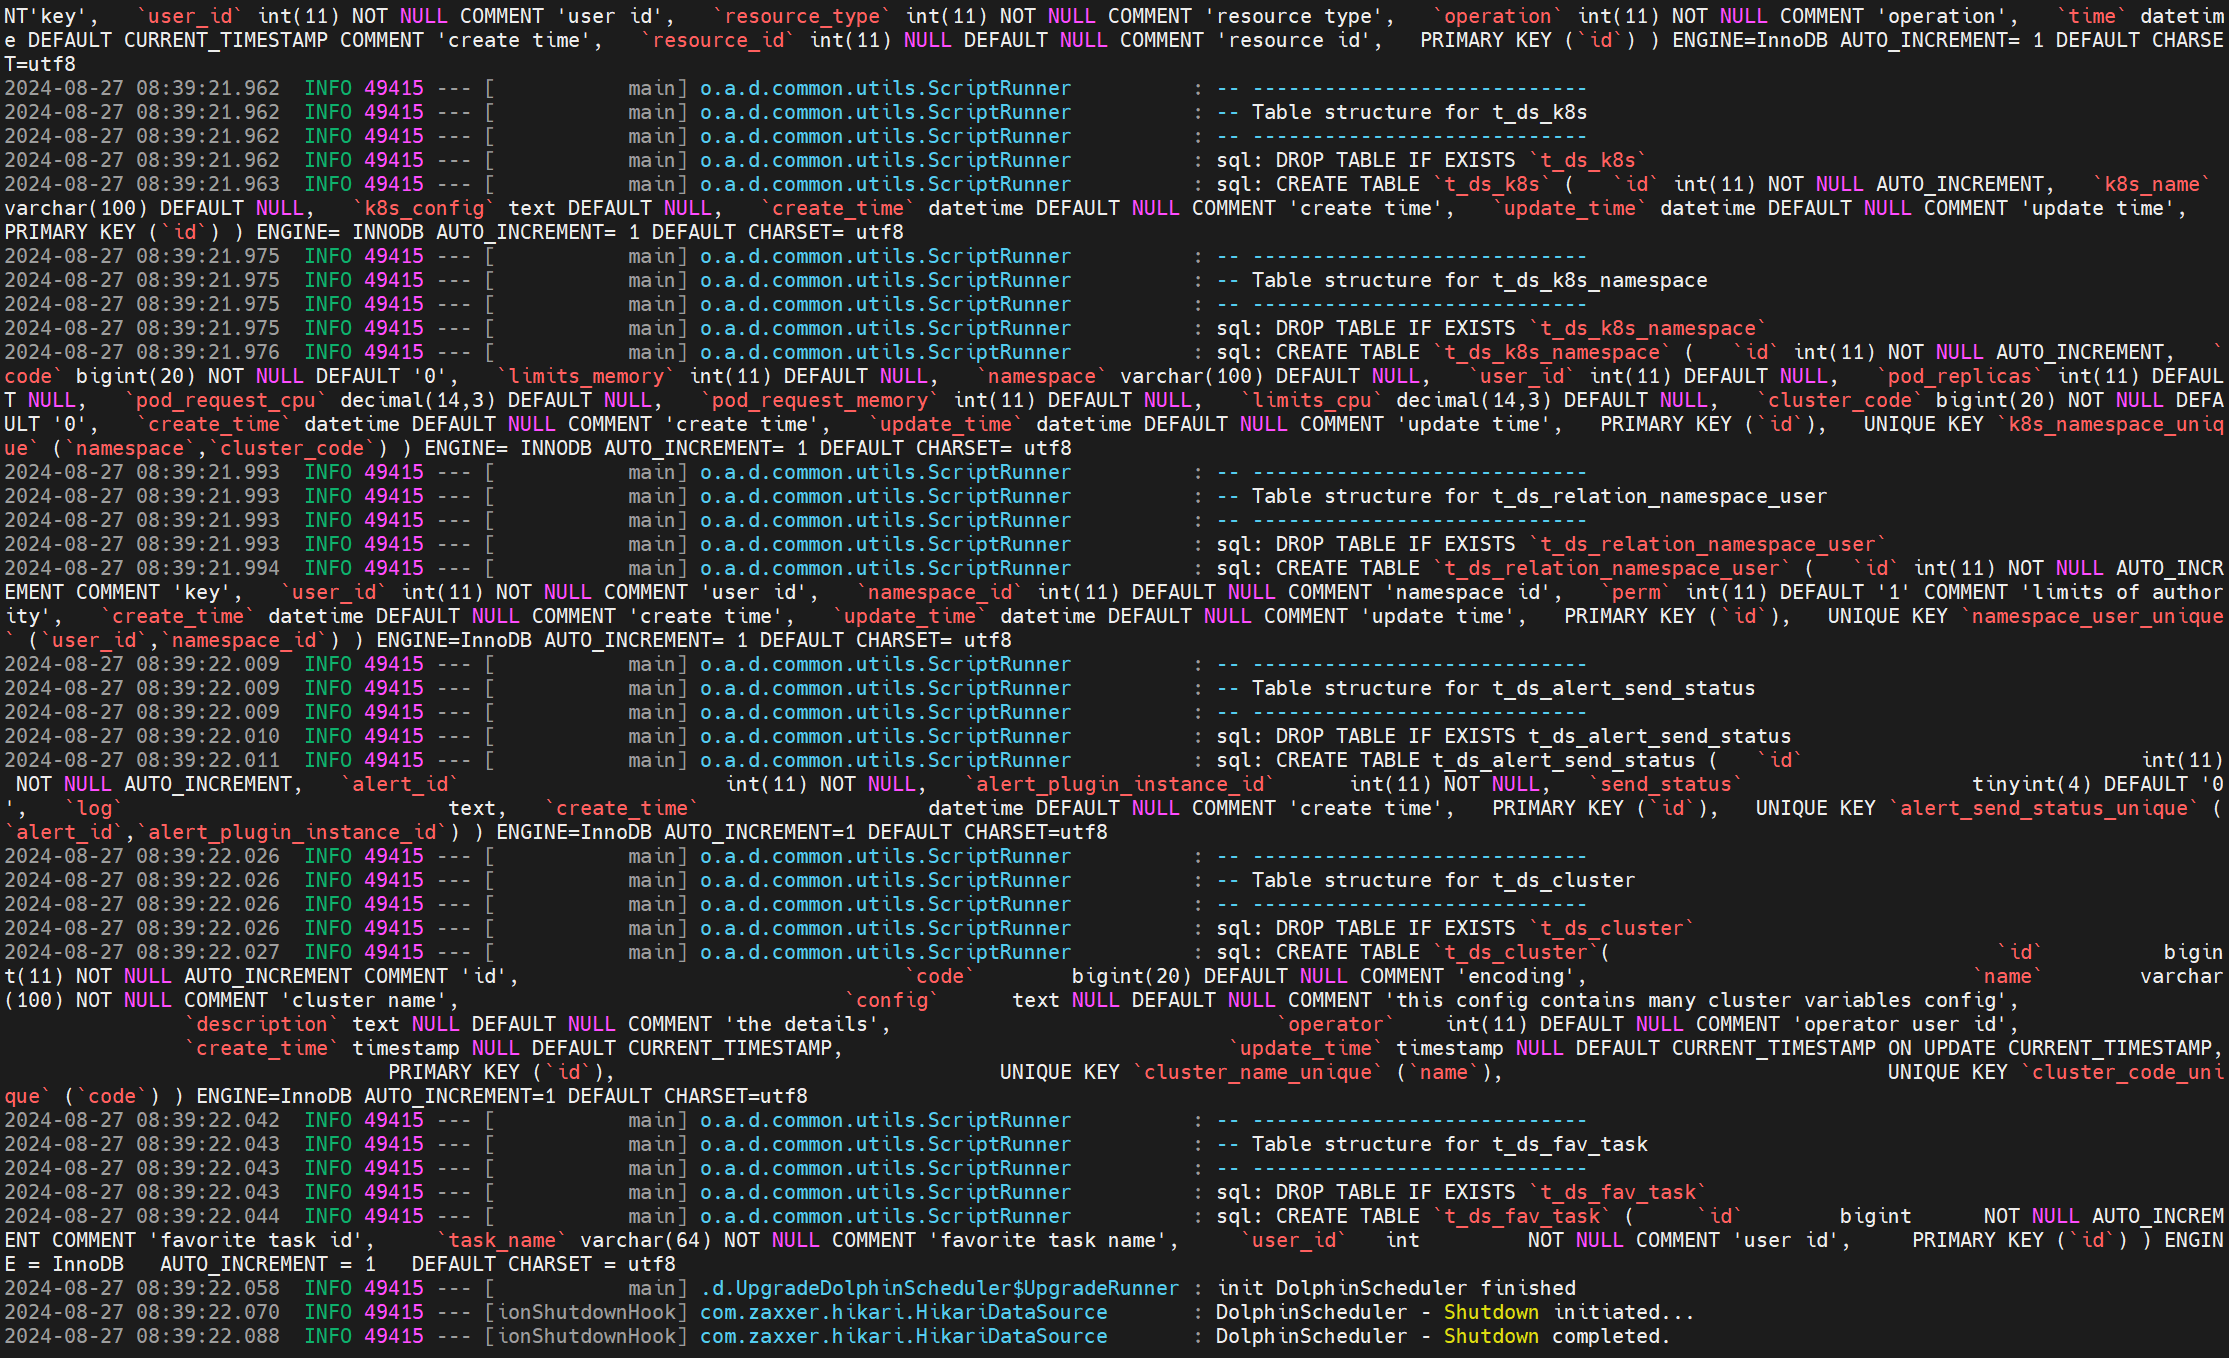 NT'key',   `user_id` int(11) NOT NULL COMMENT 'user id',   `resource_type` int(11) NOT NULL COMMENT 'resource type',   `operation` int(11) NOT NULL COMMENT 'operation',   `time` datetim
e DEFAULT CURRENT_TIMESTAMP COMMENT 'create time',   `resource_id` int(11) NULL DEFAULT NULL COMMENT 'resource id',   PRIMARY KEY (`id`) ) ENGINE=InnoDB AUTO_INCREMENT= 1 DEFAULT CHARSE
T=utf8
2024-08-27 08:39:21.962  INFO 49415 --- [           main] o.a.d.common.utils.ScriptRunner          : -- ----------------------------
2024-08-27 08:39:21.962  INFO 49415 --- [           main] o.a.d.common.utils.ScriptRunner          : -- Table structure for t_ds_k8s
2024-08-27 08:39:21.962  INFO 49415 --- [           main] o.a.d.common.utils.ScriptRunner          : -- ----------------------------
2024-08-27 08:39:21.962  INFO 49415 --- [           main] o.a.d.common.utils.ScriptRunner          : sql: DROP TABLE IF EXISTS `t_ds_k8s`
2024-08-27 08:39:21.963  INFO 49415 --- [           main] o.a.d.common.utils.ScriptRunner          : sql: CREATE TABLE `t_ds_k8s` (   `id` int(11) NOT NULL AUTO_INCREMENT,   `k8s_name`
varchar(100) DEFAULT NULL,   `k8s_config` text DEFAULT NULL,   `create_time` datetime DEFAULT NULL COMMENT 'create time',   `update_time` datetime DEFAULT NULL COMMENT 'update time',
PRIMARY KEY (`id`) ) ENGINE= INNODB AUTO_INCREMENT= 1 DEFAULT CHARSET= utf8
2024-08-27 08:39:21.975  INFO 49415 --- [           main] o.a.d.common.utils.ScriptRunner          : -- ----------------------------
2024-08-27 08:39:21.975  INFO 49415 --- [           main] o.a.d.common.utils.ScriptRunner          : -- Table structure for t_ds_k8s_namespace
2024-08-27 08:39:21.975  INFO 49415 --- [           main] o.a.d.common.utils.ScriptRunner          : -- ----------------------------
2024-08-27 08:39:21.975  INFO 49415 --- [           main] o.a.d.common.utils.ScriptRunner          : sql: DROP TABLE IF EXISTS `t_ds_k8s_namespace`
2024-08-27 08:39:21.976  INFO 49415 --- [           main] o.a.d.common.utils.ScriptRunner          : sql: CREATE TABLE `t_ds_k8s_namespace` (   `id` int(11) NOT NULL AUTO_INCREMENT,   `
code` bigint(20) NOT NULL DEFAULT '0',   `limits_memory` int(11) DEFAULT NULL,   `namespace` varchar(100) DEFAULT NULL,   `user_id` int(11) DEFAULT NULL,   `pod_replicas` int(11) DEFAUL
T NULL,   `pod_request_cpu` decimal(14,3) DEFAULT NULL,   `pod_request_memory` int(11) DEFAULT NULL,   `limits_cpu` decimal(14,3) DEFAULT NULL,   `cluster_code` bigint(20) NOT NULL DEFA
ULT '0',   `create_time` datetime DEFAULT NULL COMMENT 'create time',   `update_time` datetime DEFAULT NULL COMMENT 'update time',   PRIMARY KEY (`id`),   UNIQUE KEY `k8s_namespace_uniq
ue` (`namespace`,`cluster_code`) ) ENGINE= INNODB AUTO_INCREMENT= 1 DEFAULT CHARSET= utf8
2024-08-27 08:39:21.993  INFO 49415 --- [           main] o.a.d.common.utils.ScriptRunner          : -- ----------------------------
2024-08-27 08:39:21.993  INFO 49415 --- [           main] o.a.d.common.utils.ScriptRunner          : -- Table structure for t_ds_relation_namespace_user
2024-08-27 08:39:21.993  INFO 49415 --- [           main] o.a.d.common.utils.ScriptRunner          : -- ----------------------------
2024-08-27 08:39:21.993  INFO 49415 --- [           main] o.a.d.common.utils.ScriptRunner          : sql: DROP TABLE IF EXISTS `t_ds_relation_namespace_user`
2024-08-27 08:39:21.994  INFO 49415 --- [           main] o.a.d.common.utils.ScriptRunner          : sql: CREATE TABLE `t_ds_relation_namespace_user` (   `id` int(11) NOT NULL AUTO_INCR
EMENT COMMENT 'key',   `user_id` int(11) NOT NULL COMMENT 'user id',   `namespace_id` int(11) DEFAULT NULL COMMENT 'namespace id',   `perm` int(11) DEFAULT '1' COMMENT 'limits of author
ity',   `create_time` datetime DEFAULT NULL COMMENT 'create time',   `update_time` datetime DEFAULT NULL COMMENT 'update time',   PRIMARY KEY (`id`),   UNIQUE KEY `namespace_user_unique
` (`user_id`,`namespace_id`) ) ENGINE=InnoDB AUTO_INCREMENT= 1 DEFAULT CHARSET= utf8
2024-08-27 08:39:22.009  INFO 49415 --- [           main] o.a.d.common.utils.ScriptRunner          : -- ----------------------------
2024-08-27 08:39:22.009  INFO 49415 --- [           main] o.a.d.common.utils.ScriptRunner          : -- Table structure for t_ds_alert_send_status
2024-08-27 08:39:22.009  INFO 49415 --- [           main] o.a.d.common.utils.ScriptRunner          : -- ----------------------------
2024-08-27 08:39:22.010  INFO 49415 --- [           main] o.a.d.common.utils.ScriptRunner          : sql: DROP TABLE IF EXISTS t_ds_alert_send_status
2024-08-27 08:39:22.011  INFO 49415 --- [           main] o.a.d.common.utils.ScriptRunner          : sql: CREATE TABLE t_ds_alert_send_status (   `id`                            int(11)
 NOT NULL AUTO_INCREMENT,   `alert_id`                      int(11) NOT NULL,   `alert_plugin_instance_id`      int(11) NOT NULL,   `send_status`                   tinyint(4) DEFAULT '0
',   `log`                           text,   `create_time`                   datetime DEFAULT NULL COMMENT 'create time',   PRIMARY KEY (`id`),   UNIQUE KEY `alert_send_status_unique` (
`alert_id`,`alert_plugin_instance_id`) ) ENGINE=InnoDB AUTO_INCREMENT=1 DEFAULT CHARSET=utf8
2024-08-27 08:39:22.026  INFO 49415 --- [           main] o.a.d.common.utils.ScriptRunner          : -- ----------------------------
2024-08-27 08:39:22.026  INFO 49415 --- [           main] o.a.d.common.utils.ScriptRunner          : -- Table structure for t_ds_cluster
2024-08-27 08:39:22.026  INFO 49415 --- [           main] o.a.d.common.utils.ScriptRunner          : -- ----------------------------
2024-08-27 08:39:22.026  INFO 49415 --- [           main] o.a.d.common.utils.ScriptRunner          : sql: DROP TABLE IF EXISTS `t_ds_cluster`
2024-08-27 08:39:22.027  INFO 49415 --- [           main] o.a.d.common.utils.ScriptRunner          : sql: CREATE TABLE `t_ds_cluster`(                                `id`          bigin
t(11) NOT NULL AUTO_INCREMENT COMMENT 'id',                                `code`        bigint(20) DEFAULT NULL COMMENT 'encoding',                                `name`        varchar
(100) NOT NULL COMMENT 'cluster name',                                `config`      text NULL DEFAULT NULL COMMENT 'this config contains many cluster variables config',
               `description` text NULL DEFAULT NULL COMMENT 'the details',                                `operator`    int(11) DEFAULT NULL COMMENT 'operator user id',
               `create_time` timestamp NULL DEFAULT CURRENT_TIMESTAMP,                                `update_time` timestamp NULL DEFAULT CURRENT_TIMESTAMP ON UPDATE CURRENT_TIMESTAMP,
                                PRIMARY KEY (`id`),                                UNIQUE KEY `cluster_name_unique` (`name`),                                UNIQUE KEY `cluster_code_uni
que` (`code`) ) ENGINE=InnoDB AUTO_INCREMENT=1 DEFAULT CHARSET=utf8
2024-08-27 08:39:22.042  INFO 49415 --- [           main] o.a.d.common.utils.ScriptRunner          : -- ----------------------------
2024-08-27 08:39:22.043  INFO 49415 --- [           main] o.a.d.common.utils.ScriptRunner          : -- Table structure for t_ds_fav_task
2024-08-27 08:39:22.043  INFO 49415 --- [           main] o.a.d.common.utils.ScriptRunner          : -- ----------------------------
2024-08-27 08:39:22.043  INFO 49415 --- [           main] o.a.d.common.utils.ScriptRunner          : sql: DROP TABLE IF EXISTS `t_ds_fav_task`
2024-08-27 08:39:22.044  INFO 49415 --- [           main] o.a.d.common.utils.ScriptRunner          : sql: CREATE TABLE `t_ds_fav_task` (     `id`        bigint      NOT NULL AUTO_INCREM
ENT COMMENT 'favorite task id',     `task_name` varchar(64) NOT NULL COMMENT 'favorite task name',     `user_id`   int         NOT NULL COMMENT 'user id',     PRIMARY KEY (`id`) ) ENGIN
E = InnoDB   AUTO_INCREMENT = 1   DEFAULT CHARSET = utf8
2024-08-27 08:39:22.058  INFO 49415 --- [           main] .d.UpgradeDolphinScheduler$UpgradeRunner : init DolphinScheduler finished
2024-08-27 08:39:22.070  INFO 49415 --- [ionShutdownHook] com.zaxxer.hikari.HikariDataSource       : DolphinScheduler - Shutdown initiated...
2024-08-27 08:39:22.088  INFO 49415 --- [ionShutdownHook] com.zaxxer.hikari.HikariDataSource       : DolphinScheduler - Shutdown completed.